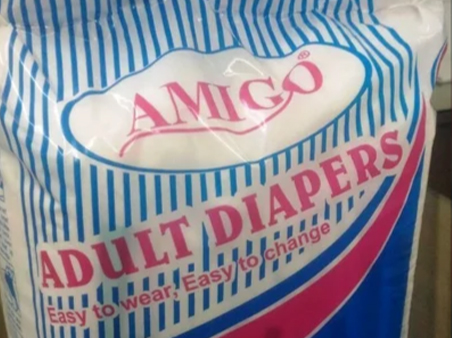 AMIGO®
ADULT DIAPERS
Easy to wear, Easy to change